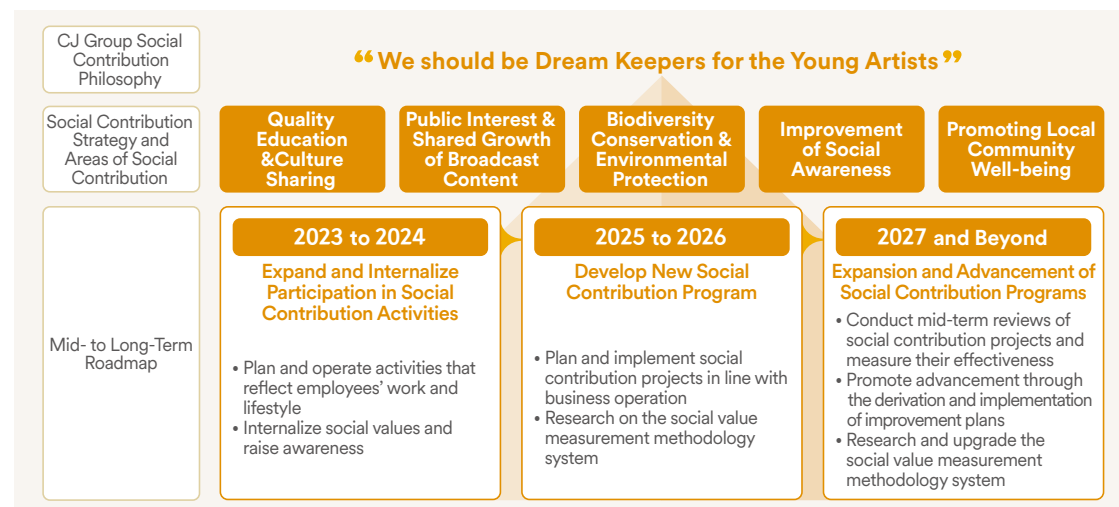 CJ Group Social
Contribution
Philosophy
“ We should be Dream Keepers for the Young Artists ”
Social Contribution
Strategy and
Areas of Social
Contribution
Quality
Education
&Culture
Sharing
Public Interest &
Shared Growth
of Broadcast
Content
Biodiversity
Conservation &
Environmental
Protection
Improvement
of Social
Awareness
Promoting Local
Community
Well-being
Mid- to Long-Term
Roadmap
2023 to 2024
Expand and Internalize
Participation in Social
Contribution Activities
• Plan and operate activities that
reflect employees’ work and
lifestyle
• Internalize social values and
raise awareness
2025 to 2026
Develop New Social
Contribution Program
• Plan and implement social
contribution projects in line with
business operation
• Research on the social value
measurement methodology
system
2027 and Beyond
Expansion and Advancement of
Social Contribution Programs
• Conduct mid-term reviews of
social contribution projects and
measure their effectiveness
• Promote advancement through
the derivation and implementation
of improvement plans
• Research and upgrade the
social value measurement
methodology system